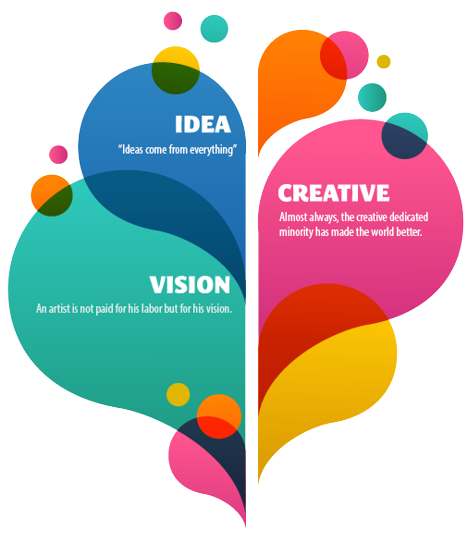 IDEA
“Ideas come from everything”
CREATIVE
Almost always, the creative dedicated
minority has made the world better.
VISION
An artist is not paid for his labor but for his vision.